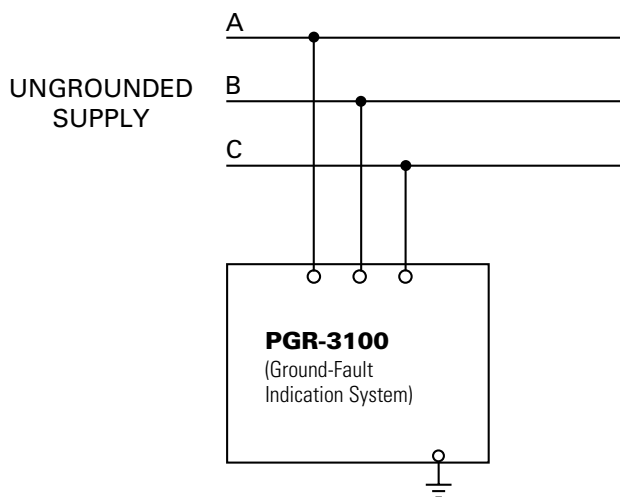 A
UNGROUNDED
SUPPLY
B
C
PGR-3100
(Ground-Fault
Indication System)